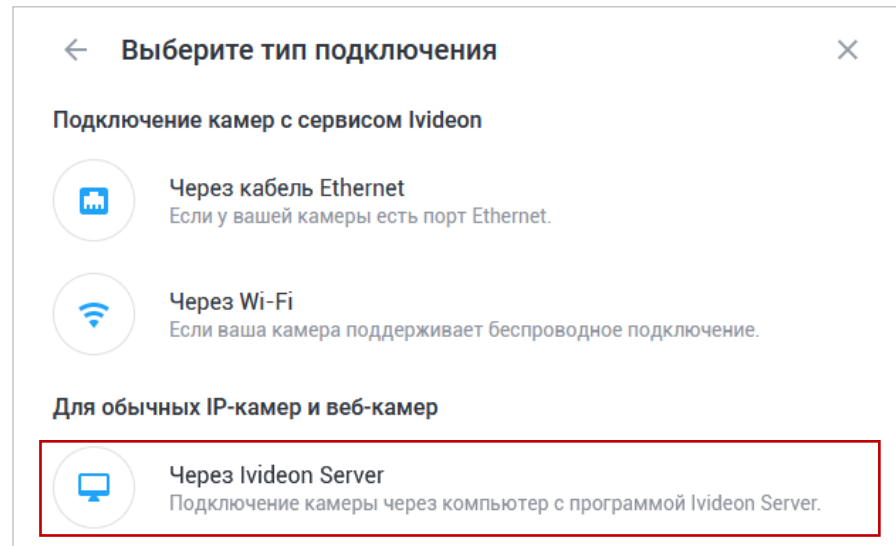 Выберите тип подключения
Подключение камер с сервисом Ivideon
Через кабель Ethernet
Если у вашей камеры есть порт Ethernet.
Через Wi-Fi
Если ваша камера поддерживает беспроводное подключение.
Для обычных IP-камер и веб-камер
Через Ivideon Server
Подключение камеры через компьютер с программой Ivideon Server.